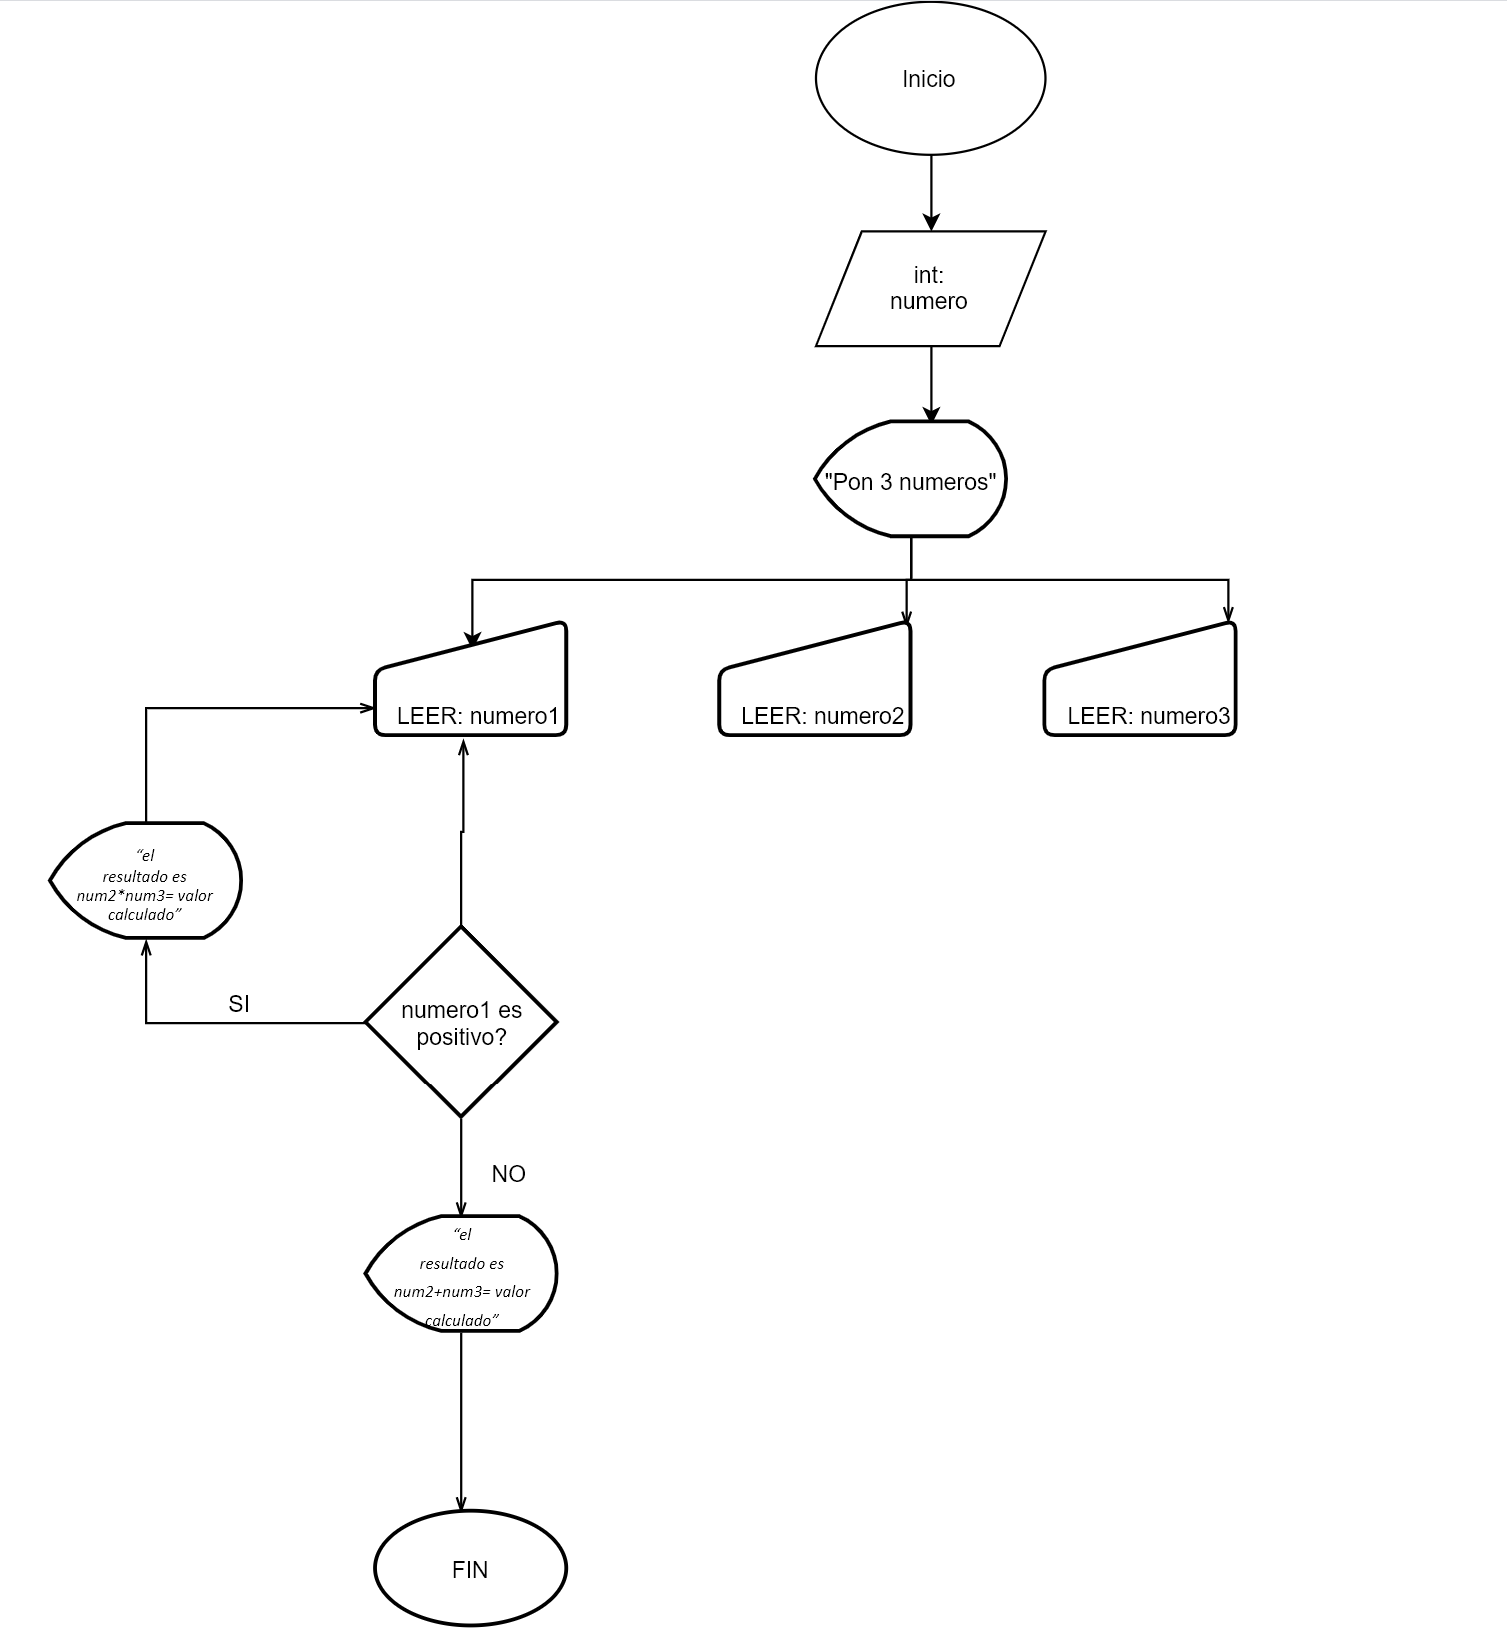 Inicio
int:
numero
"Pon 3 numeros"
LEER: numero1
LEER: numero2
LEER: numero3
“el
resultado es
num2*num3= valor
calculado”
SI
numero1 es
positivo?
NO
“el
resultado es
num2+num3= valor
calculado”
FIN